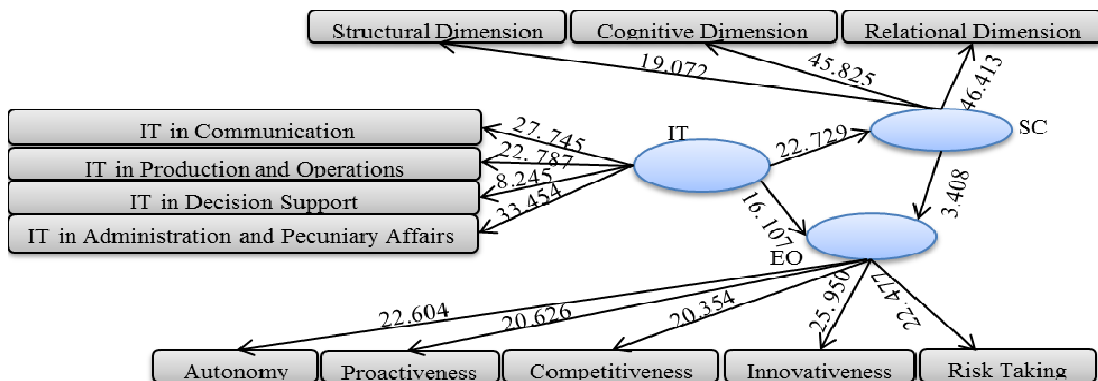 Structural Dimension
Cognitive Dimension
Relational Dimension
19.072
45.825
46.413
IT in Communication
IT in Production and Operations
IT in Decision Support
IT in Administration and Pecuniary Affairs
27.745
22.787
8.245
33.454
IT
22.729
SC
16.107
3.408
EO
22.604
20.626
20.354
25.950
22.477
Autonomy
Proactiveness
Competitiveness
Innovativeness
Risk Taking